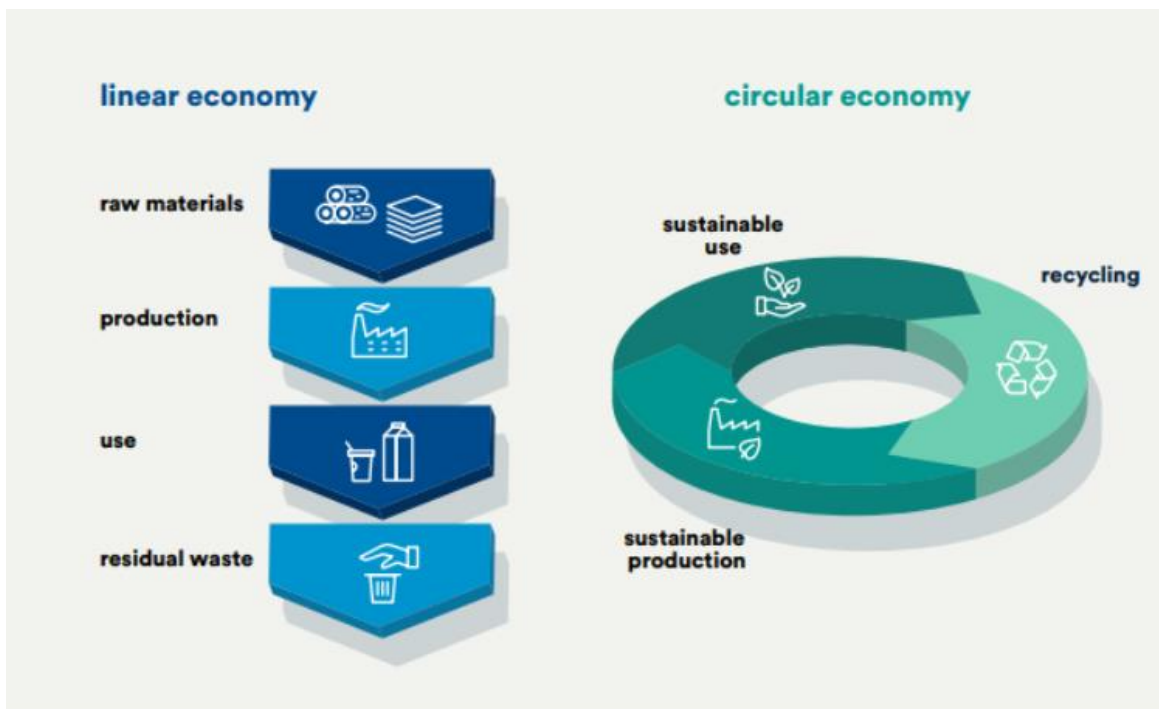 linear economy
raw materials
production
use
residual waste
circular economy
sustainable
use
recycling
sustainable
production